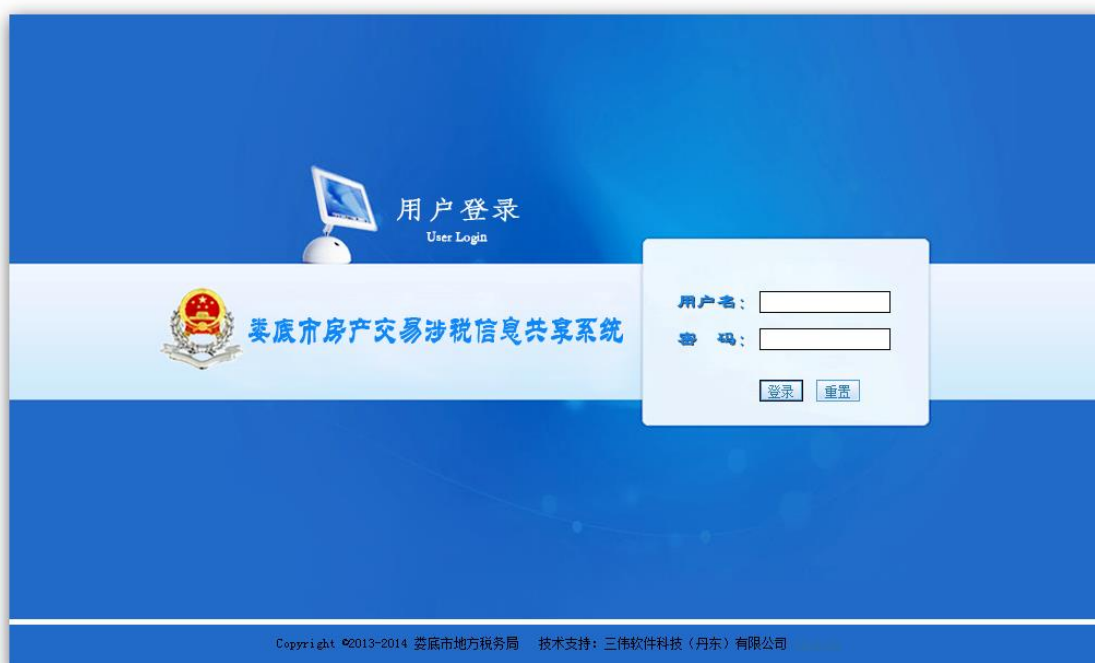 用户登录
User Login
娄底市房产交易涉税信息共享系统
用户名:
密 码:
登录 重置
Copyright ©2013-2014 娄底市地方税务局 技术支持：三伟软件科技（丹东）有限公司